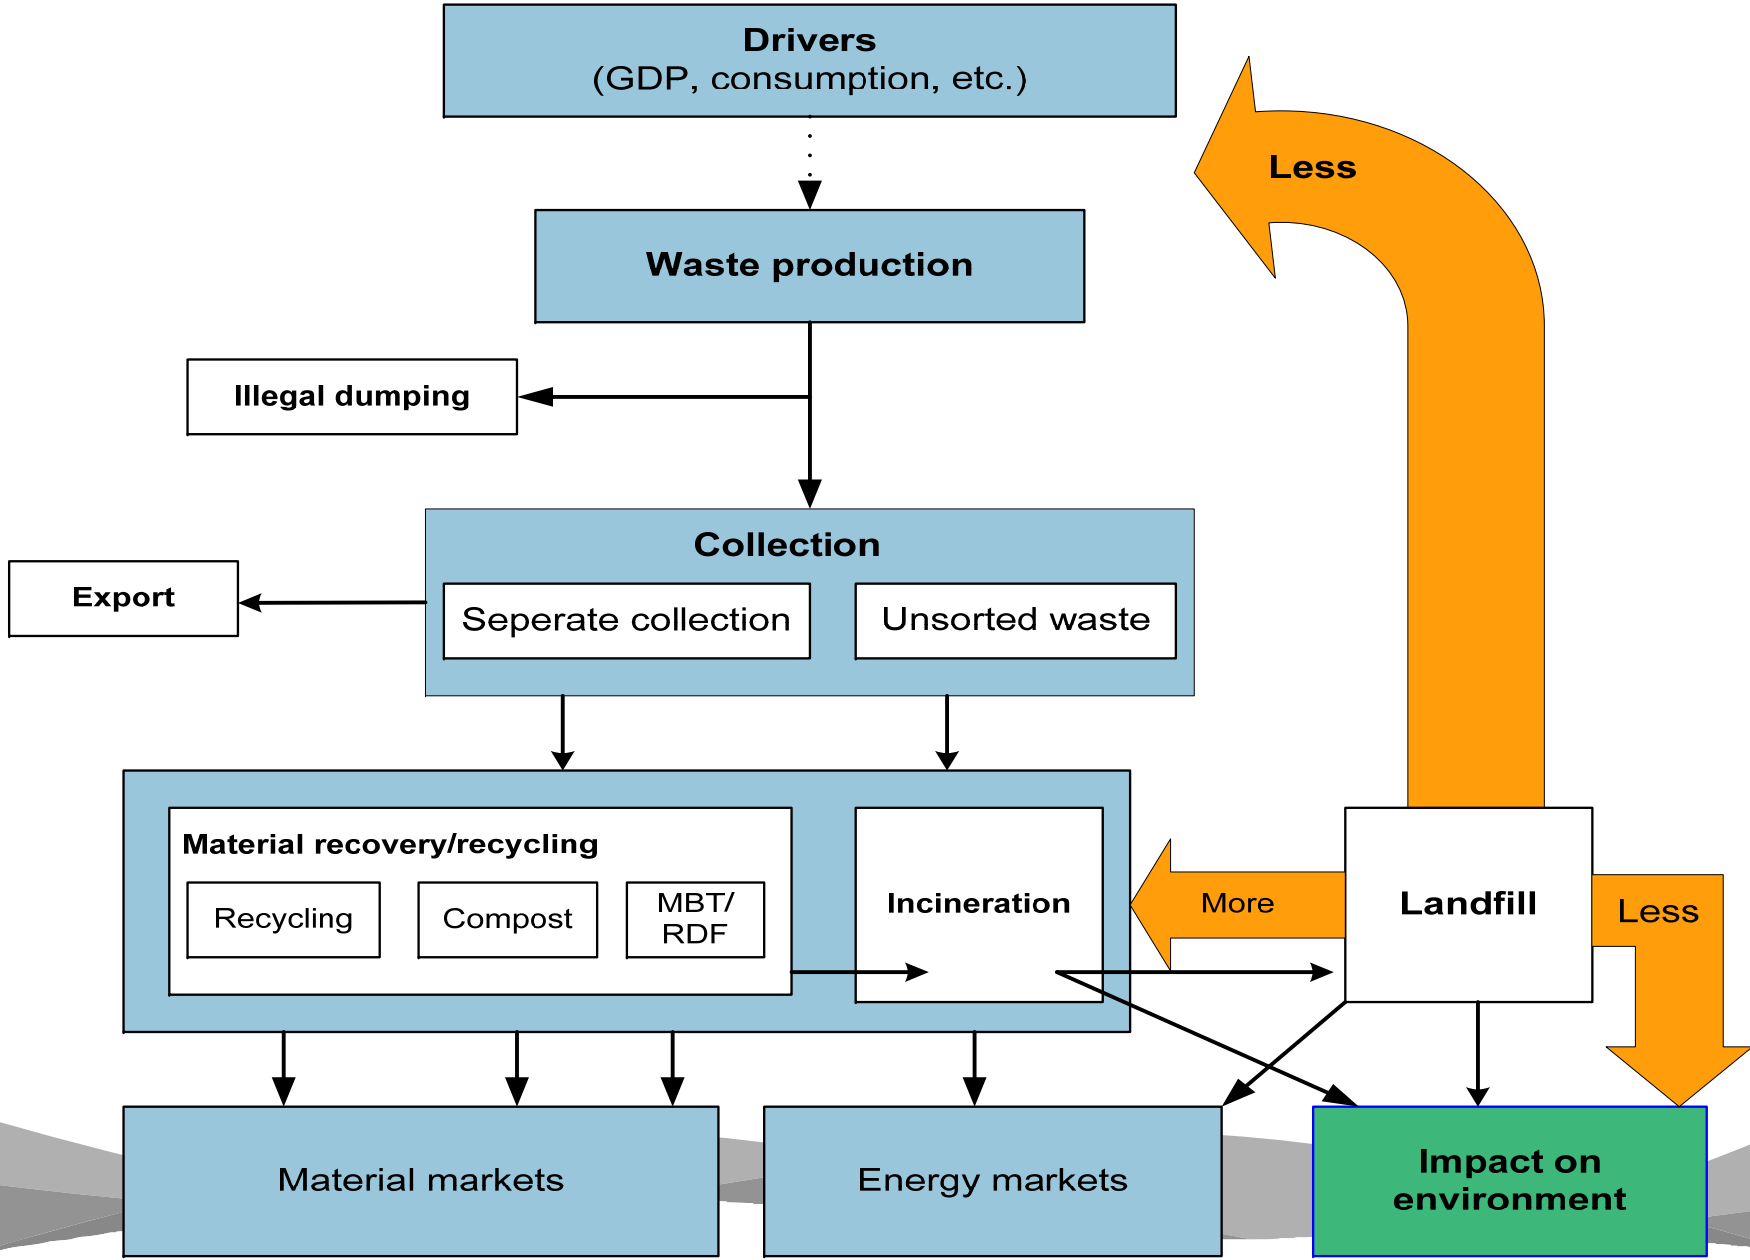 Drivers
(GDP, consumption, etc.)
Less
Waste production
Illegal dumping
Collection
Export
Seperate collection
Unsorted waste
Material recovery/recycling
Recycling
Compost
MBT/
RDF
Incineration
More
Landfill
Less
Material markets
Energy markets
Impact on
environment